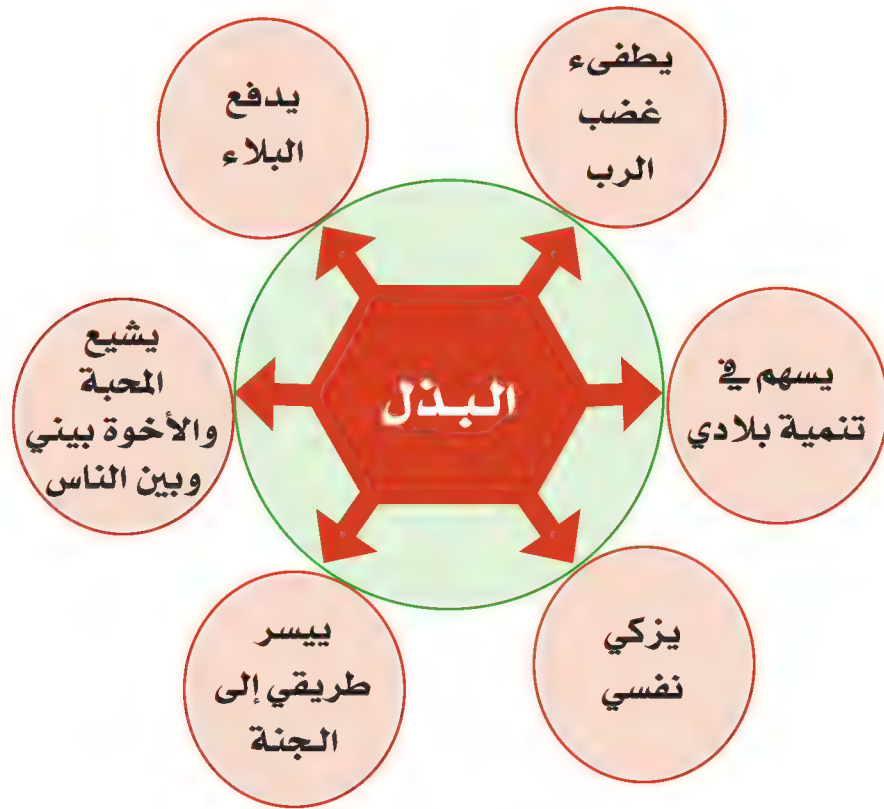 يطفىء
غضب
الرب
يدفع
البلاء
يسهم في
تنمية بلادي
البذل
يشيع
المحبة
والأخوة بيني
وبين الناس
يزكي
نفسي
ييسر
طريقي إلى
الجنة